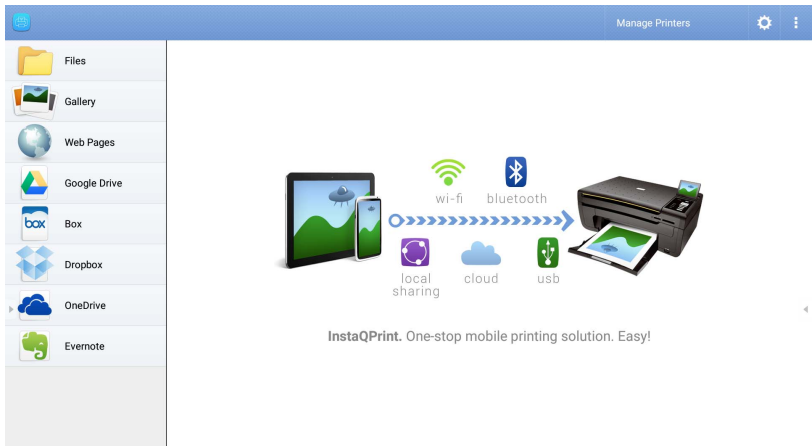 Manage Printers
Files
Gallery
Web Pages
Google Drive
box
Box
Dropbox
OneDrive
Evernote
wi-fi
bluetooth
local
sharing
cloud
usb
InstaQPrint. One-stop mobile printing solution. Easy!